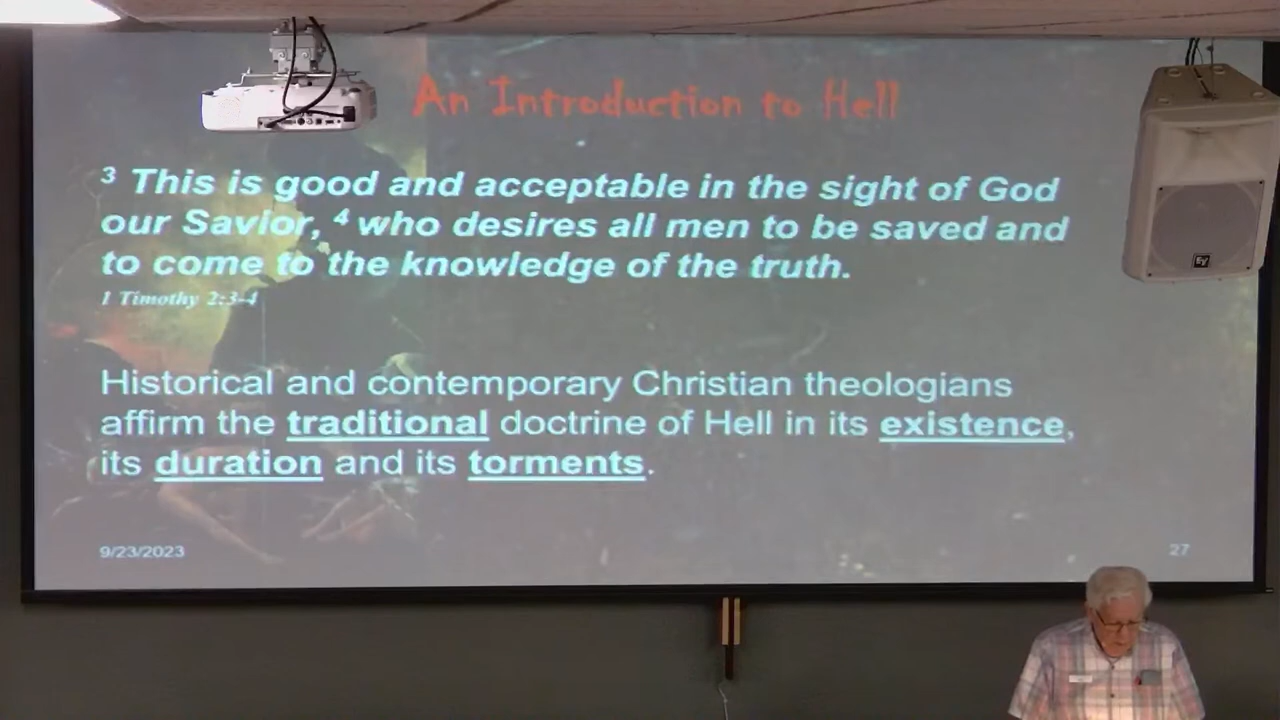 An Introduction to Hell
3 This is good and acceptable in the sight of God
our Savior, 4 who desires all men to be saved and
to come to the knowledge of the truth.
1 Timothy 2:3-4
Historical and contemporary Christian theologians
affirm the traditional doctrine of Hell in its existence,
its duration and its torments.
9/23/2023
27
EV